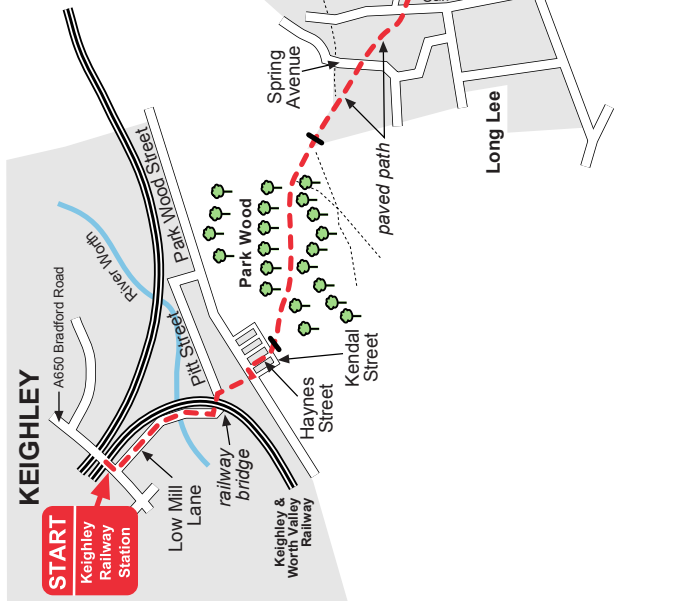 Spring
Avenue
Long Lee
paved path
Park Wood Street
Park Wood
River Worth
A650 Bradford Road
Pitt Street
KEIGHLEY
Kendal
Street
Haynes
Street
railway
bridge
Low Mill
Lane
Keighley &
Worth Valley
Railway
START
Keighley
Railway
Station